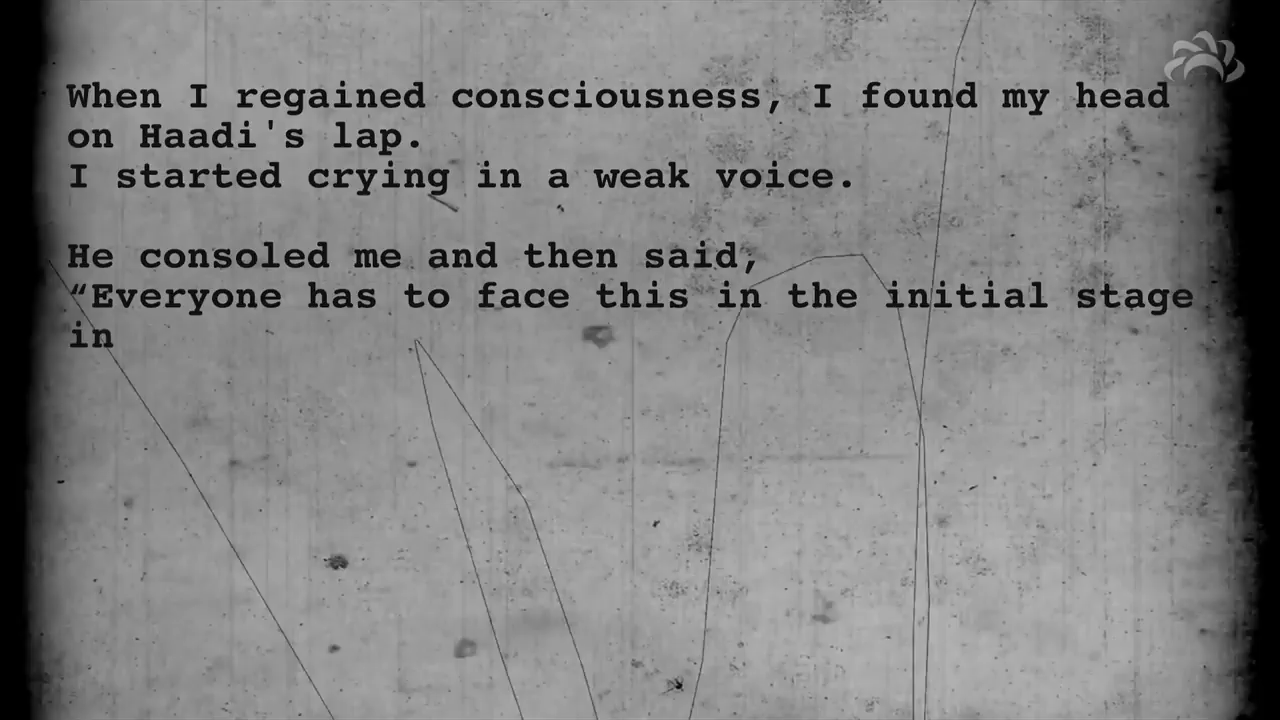 When I regained consciousness, I found my head
on Haadi's lap.
I started crying in a weak voice.
He consoled me and then said,
“Everyone has to face this in the initial stage
in